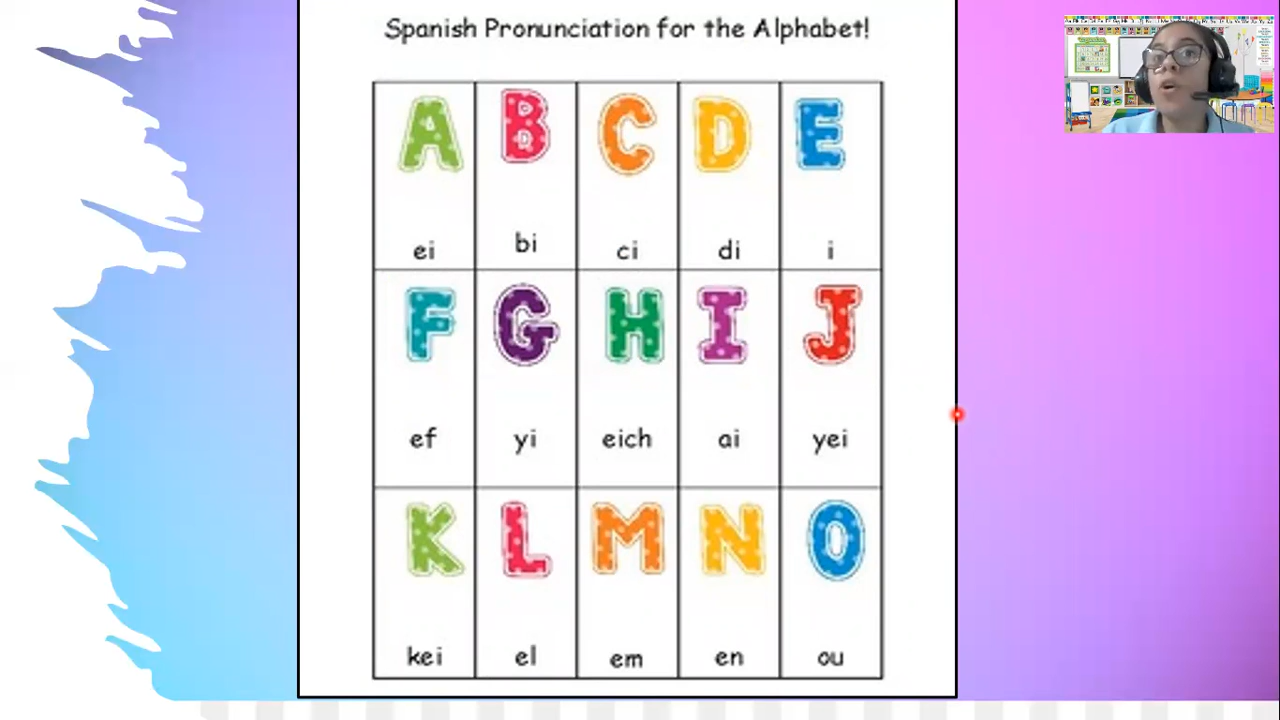 Spanish Pronunciation for the Alphabet!
A B C D E
ei bi ci di i
F G H I J
ef yi eich ai yei
K L M N O
kei el em en ou